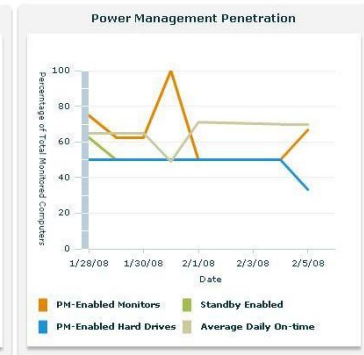 Power Management Penetration
Percentage of Total Monitored Computers
100
80
60
40
20
0
1/28/08 1/30/08 2/1/08 2/3/08 2/5/08
Date
PM-Enabled Monitors Standby Enabled
PM-Enabled Hard Drives Average Daily On-time